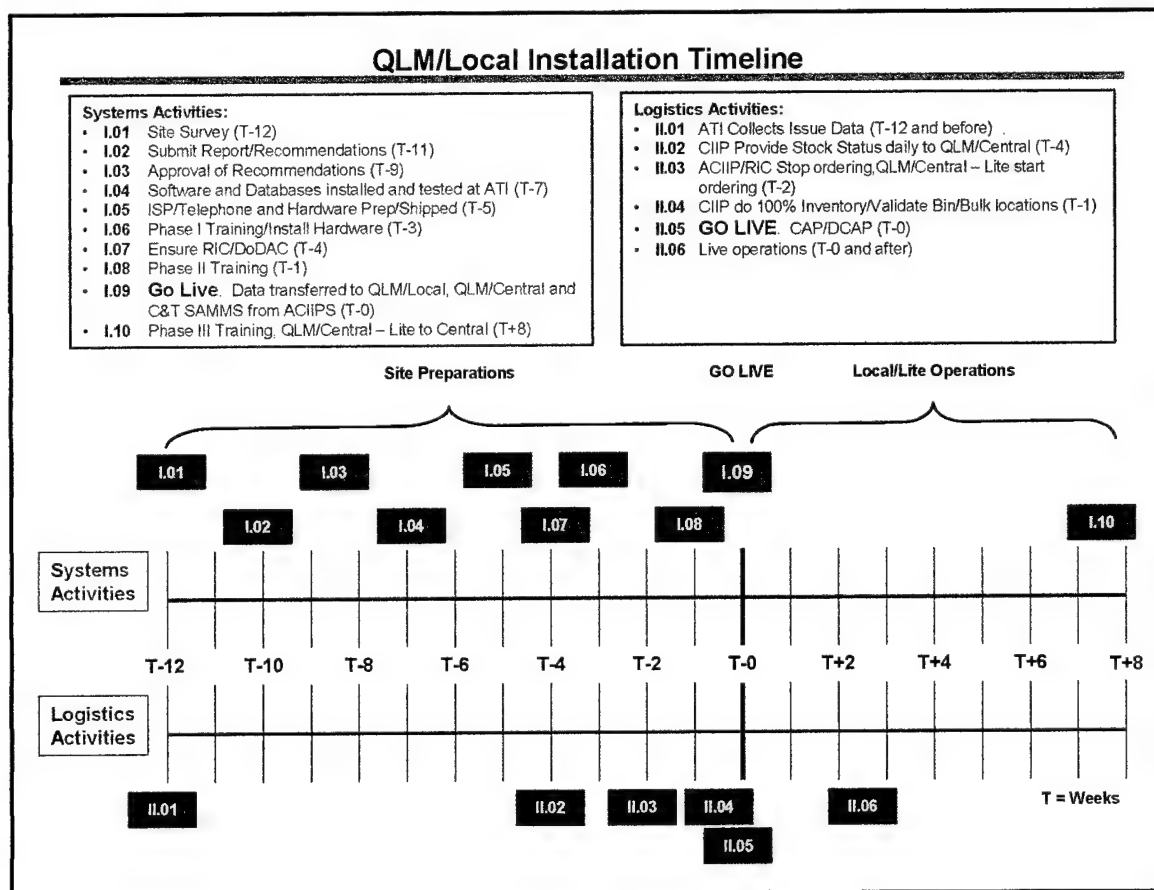 QLM/Local Installation Timeline
Systems Activities:
• I.01 Site Survey (T-12)
• I.02 Submit Report/Recommendations (T-11)
• I.03 Approval of Recommendations (T-9)
• I.04 Software and Databases installed and tested at ATI (T-7)
• I.05 ISP/Telephone and Hardware Prep/Shipped (T-5)
• I.06 Phase I Training/Install Hardware (T-3)
• I.07 Ensure RIC/DoDAC (T-4)
• I.08 Phase II Training (T-1)
• I.09 Go Live. Data transferred to QLM/Local, QLM/Central and
C&T SAMMS from ACIIPS (T-0)
• I.10 Phase III Training, QLM/Central – Lite to Central (T+8)
Logistics Activities:
• II.01 ATI Collects Issue Data (T-12 and before)
• II.02 CIIP Provide Stock Status daily to QLM/Central (T-4)
• II.03 ACIIP/RIC Stop ordering,QLM/Central – Lite start
ordering (T-2)
• II.04 CIIP do 100% Inventory/Validate Bin/Bulk locations (T-1)
• II.05 GO LIVE. CAP/DCAP (T-0)
• II.06 Live operations (T-0 and after)
Site Preparations GO LIVE Local/Lite Operations
I.01 I.03 I.05 I.06 I.09
I.02 I.04 I.07 I.08 I.10
Systems
Activities
T-12 T-10 T-8 T-6 T-4 T-2 T-0 T+2 T+4 T+6 T+8
Logistics
Activities
II.01 II.02 II.03 II.04 II.06 T = Weeks
II.05